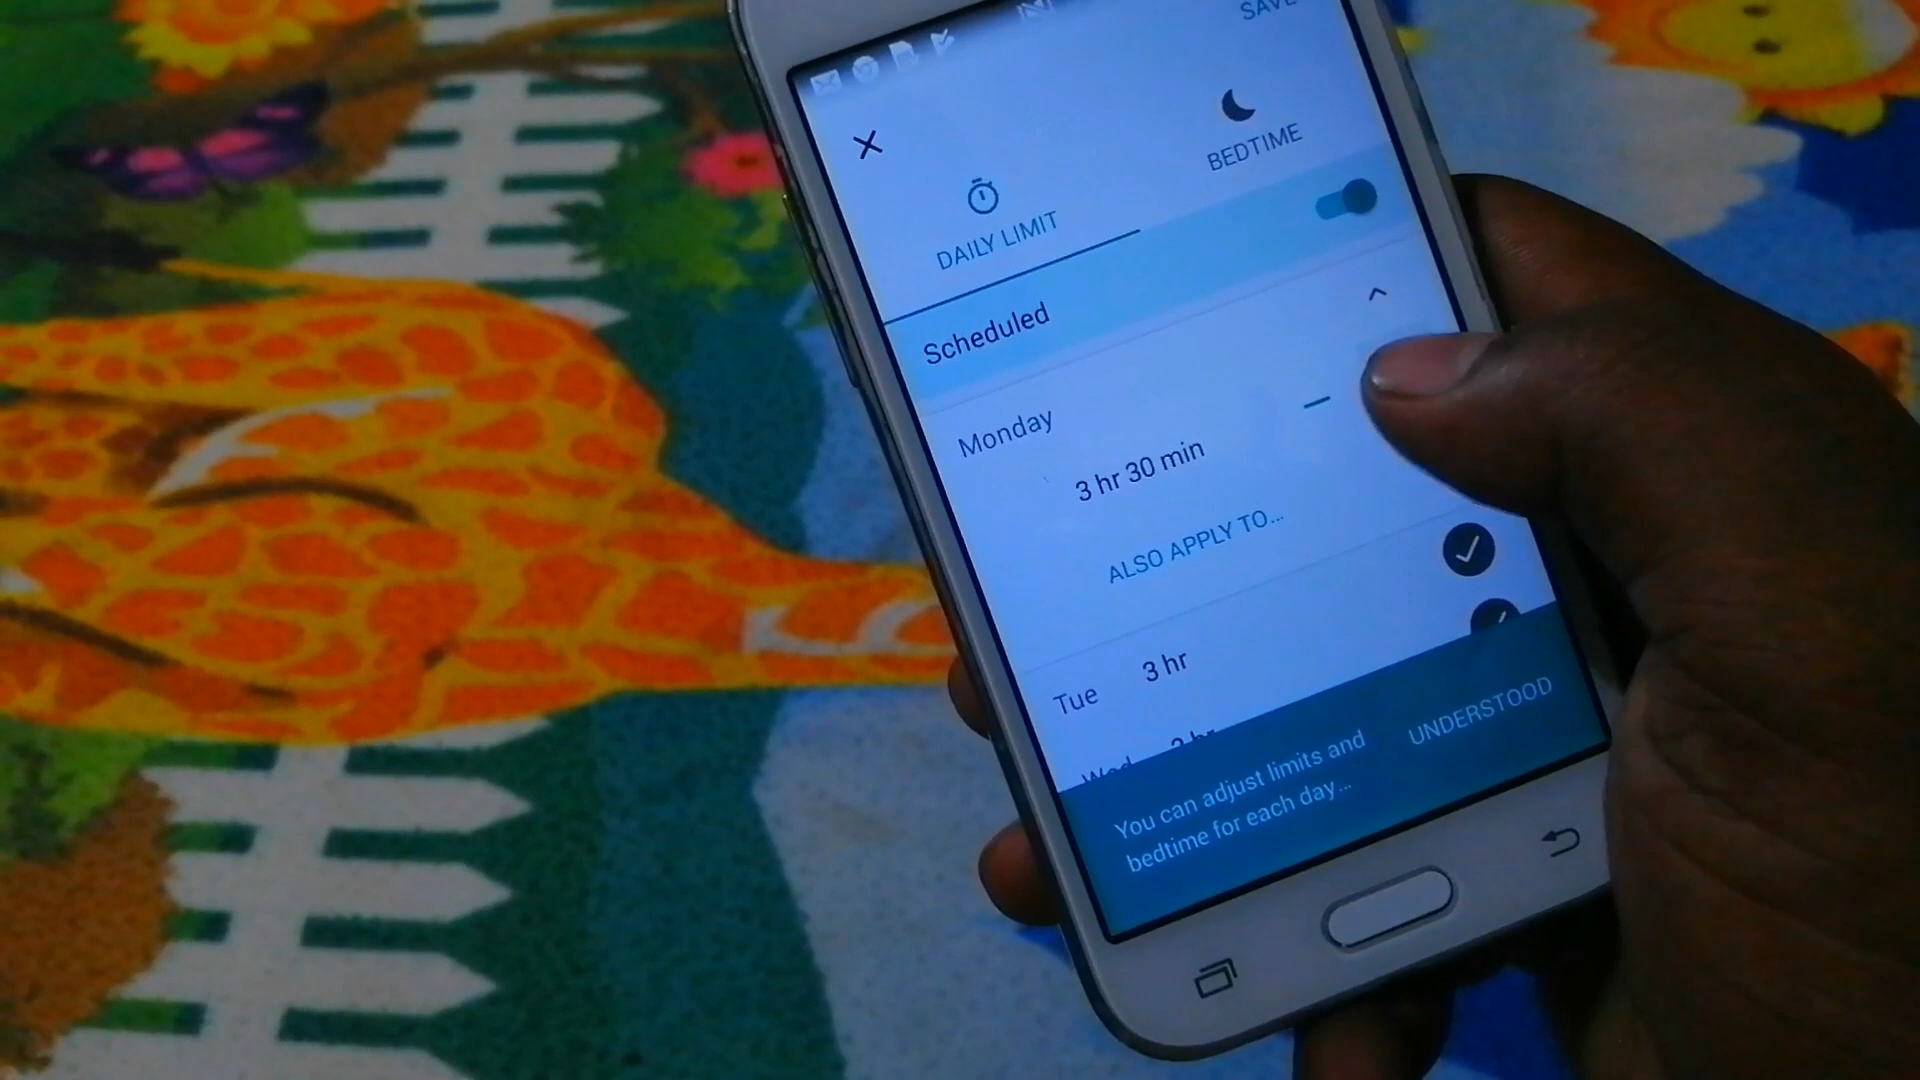 SAVE
DAILY LIMIT
BEDTIME
Scheduled
Monday
3 hr 30 min
ALSO APPLY TO...
Tue 3 hr
Wed
You can adjust limits and
bedtime for each day...
UNDERSTOOD